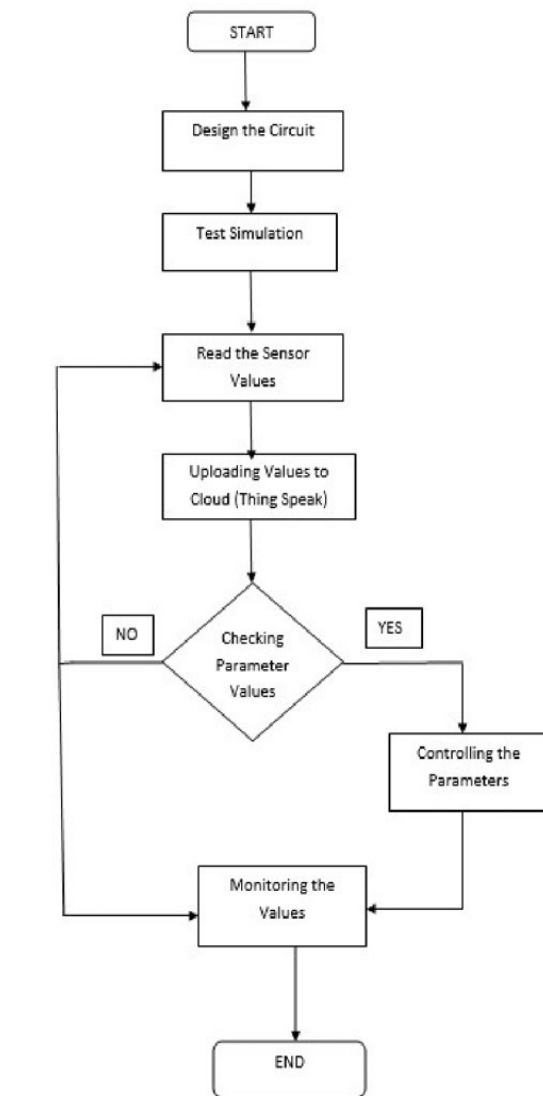 START
Design the Circuit
Test Simulation
Read the Sensor
Values
Uploading Values to
Cloud (Thing Speak)
NO
YES
Checking
Parameter
Values
Controlling the
Parameters
Monitoring the
Values
END